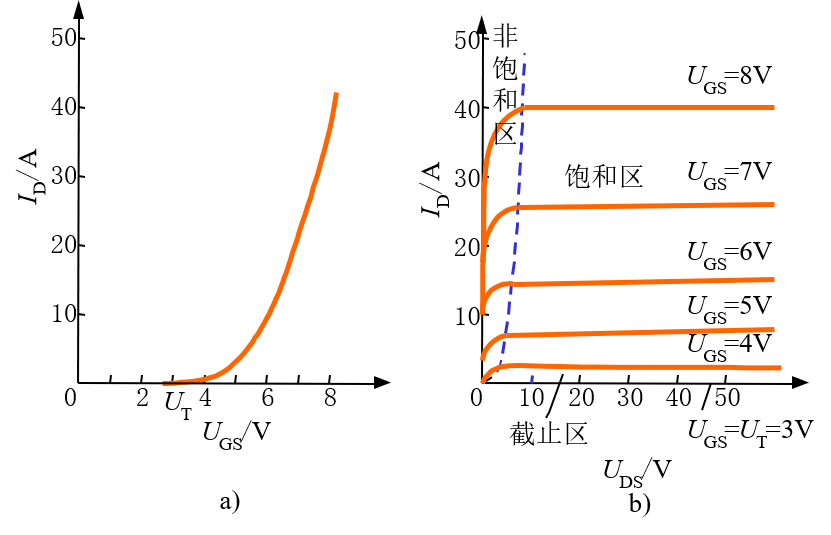 50
40
30
20
10
0
2
4
6
8
U_T
I_D/A
U_GS/V
a)
50
40
30
20
10
0
10
20
30
40
50
I_D/A
非饱和区
饱和区
U_GS=8V
U_GS=7V
U_GS=6V
U_GS=5V
U_GS=4V
截止区
U_GS=U_T=3V
U_DS/V
b)